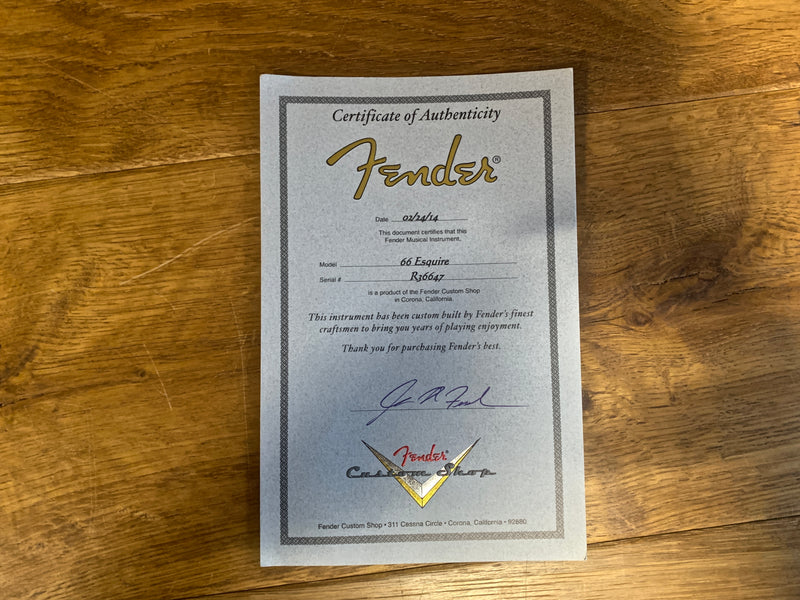 Certificate of Authenticity
Fender®
Date 02/24/14
This document certifies that this
Fender Musical Instrument,
Model 66 Esquire
Serial # R36647
is a product of the Fender Custom Shop
in Corona, California.
This instrument has been custom built by Fender's finest
craftsmen to bring you years of playing enjoyment.
Thank you for purchasing Fender's best.
Fender
Custom Shop
Fender Custom Shop • 311 Cessna Circle • Corona, California • 92880